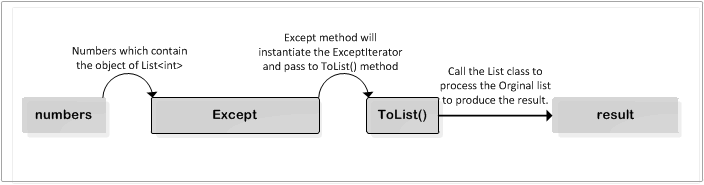 Numbers which contain
the object of List<int>
Except method will
instantiate the ExceptIterator
and pass to ToList() method
Call the List class to
process the Orginal list
to produce the result.
numbers
Except
ToList()
result